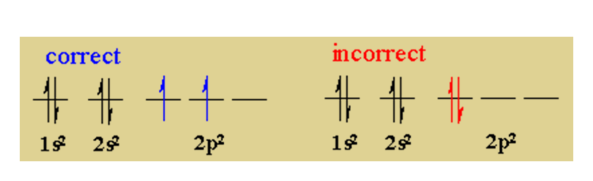 correct
incorrect
1s² 2s² 2p²
1s² 2s² 2p²